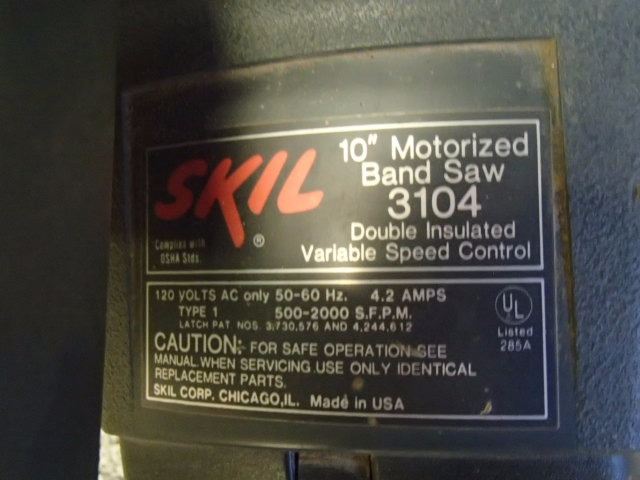 SKIL
®
Complies with
OSHA Stds.
10" Motorized
Band Saw
3104
Double Insulated
Variable Speed Control
120 VOLTS AC only 50-60 Hz. 4.2 AMPS
TYPE 1 500-2000 S.F.P.M.
LATCH PAT NOS. 3,730,576 AND 4,244,612
UL
Listed
285A
CAUTION: FOR SAFE OPERATION SEE
MANUAL. WHEN SERVICING USE ONLY IDENTICAL
REPLACEMENT PARTS.
SKIL CORP. CHICAGO, IL. Made in USA